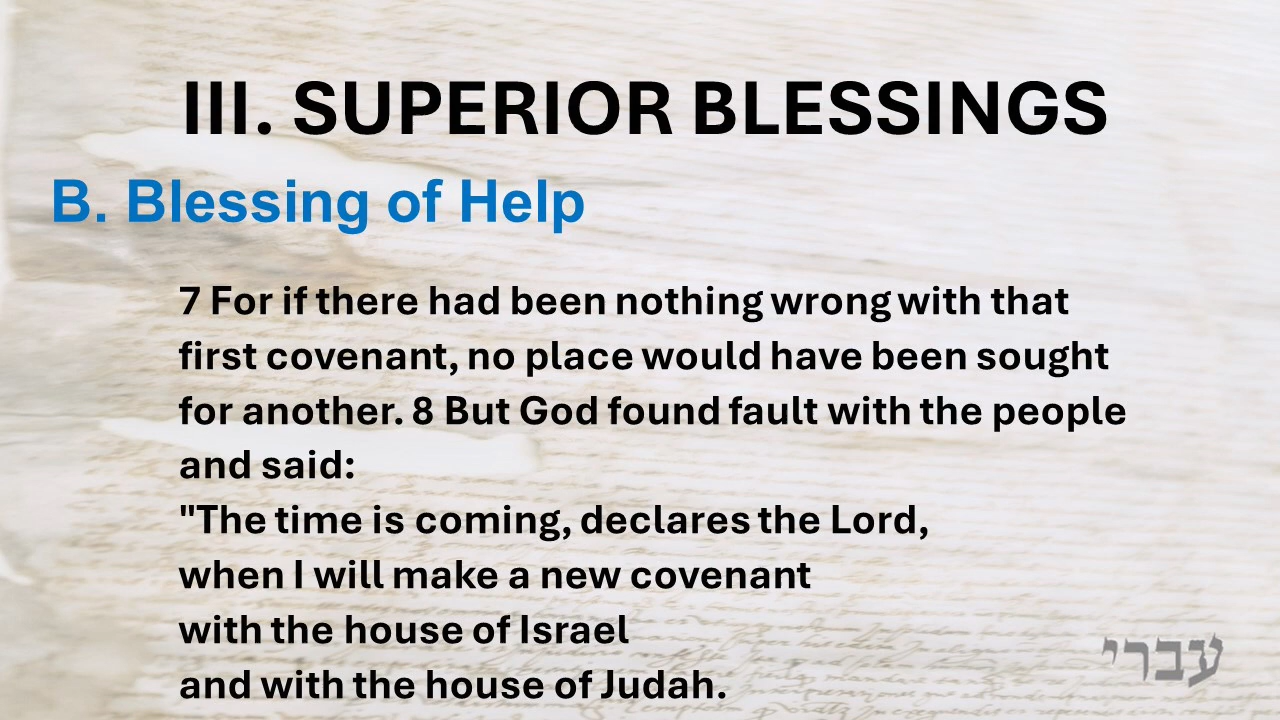 III. SUPERIOR BLESSINGS
B. Blessing of Help
7 For if there had been nothing wrong with that
first covenant, no place would have been sought
for another. 8 But God found fault with the people
and said:
"The time is coming, declares the Lord,
when I will make a new covenant
with the house of Israel
and with the house of Judah.
עברי